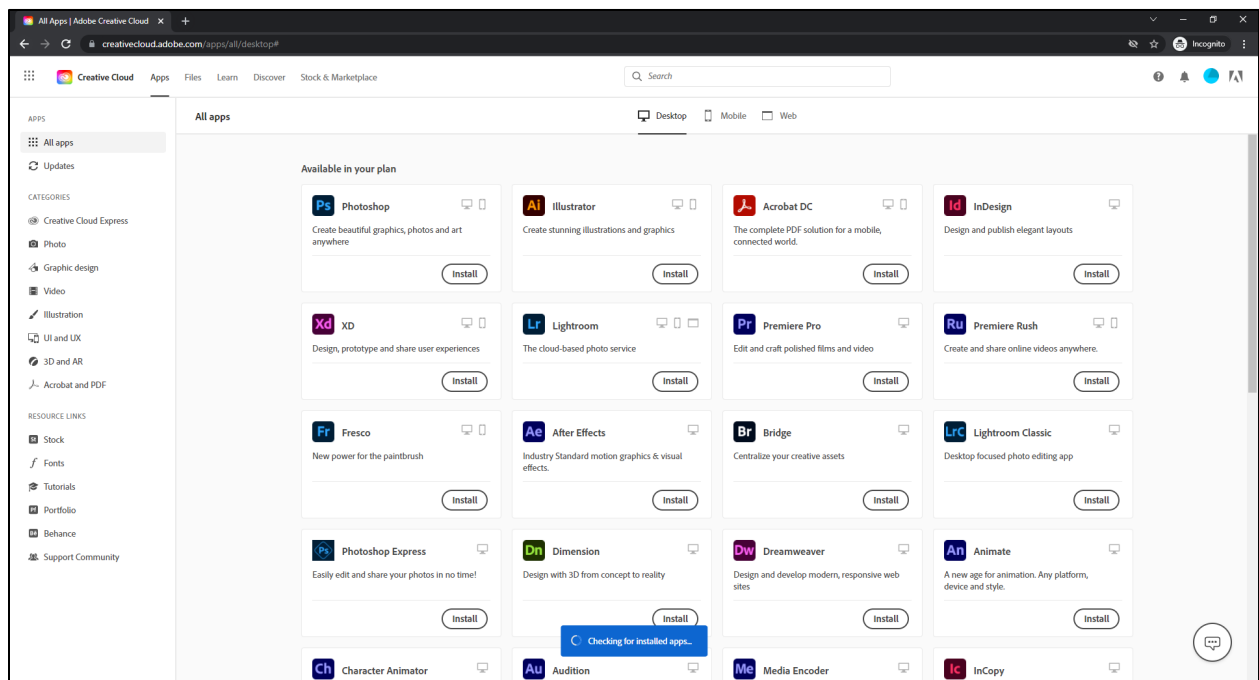 All Apps | Adobe Creative Cloud
creativecloud.adobe.com/apps/all/desktop#
Incognito
Creative Cloud Apps Files Learn Discover Stock & Marketplace
Search
APPS
All apps
Updates
CATEGORIES
Creative Cloud Express
Photo
Graphic design
Video
Illustration
UI and UX
3D and AR
Acrobat and PDF
RESOURCE LINKS
St Stock
f Fonts
Tutorials
Pf Portfolio
Bē Behance
Support Community
All apps
Desktop Mobile Web
Available in your plan
Ps Photoshop
Create beautiful graphics, photos and art
anywhere
Install
Ai Illustrator
Create stunning illustrations and graphics
Install
Acrobat DC
The complete PDF solution for a mobile,
connected world.
Install
Id InDesign
Design and publish elegant layouts
Install
Xd XD
Design, prototype and share user experiences
Install
Lr Lightroom
The cloud-based photo service
Install
Pr Premiere Pro
Edit and craft polished films and video
Install
Ru Premiere Rush
Create and share online videos anywhere.
Install
Fr Fresco
New power for the paintbrush
Install
Ae After Effects
Industry Standard motion graphics & visual
effects.
Install
Br Bridge
Centralize your creative assets
Install
LrC Lightroom Classic
Desktop focused photo editing app
Install
Ps Photoshop Express
Easily edit and share your photos in no time!
Install
Dn Dimension
Design with 3D from concept to reality
Install
Dw Dreamweaver
Design and develop modern, responsive web
sites
Install
An Animate
A new age for animation. Any platform,
device and style.
Install
Checking for installed apps...
Ch Character Animator
Au Audition
Me Media Encoder
Ic InCopy